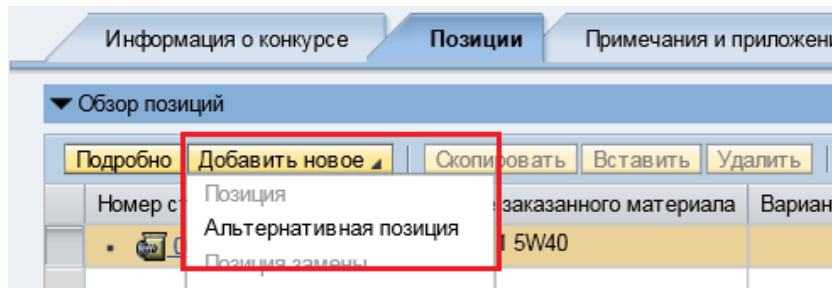 Информация о конкурсе Позиции Примечания и приложени
Обзор позиций
Подробно Добавить новое Скопировать Вставить Удалить
Номер с заказанного материала Вариан
Позиция
Альтернативная позиция
5W40
Позиция замены